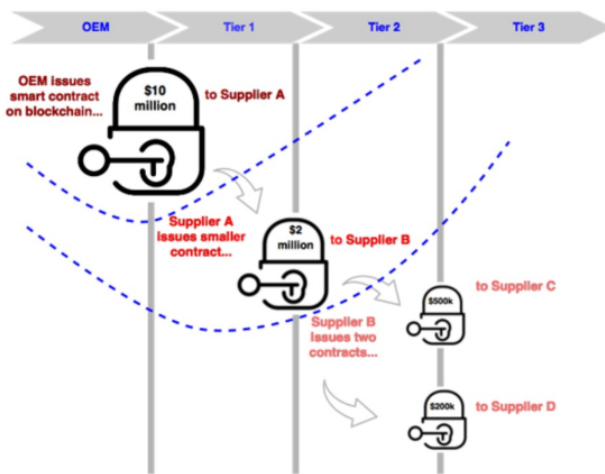 OEM
Tier 1
Tier 2
Tier 3
OEM issues
smart contract
on blockchain...
$10
million
to Supplier A
Supplier A
issues smaller
contract...
$2
million
to Supplier B
Supplier B
issues two
contracts...
$500k
to Supplier C
$200k
to Supplier D